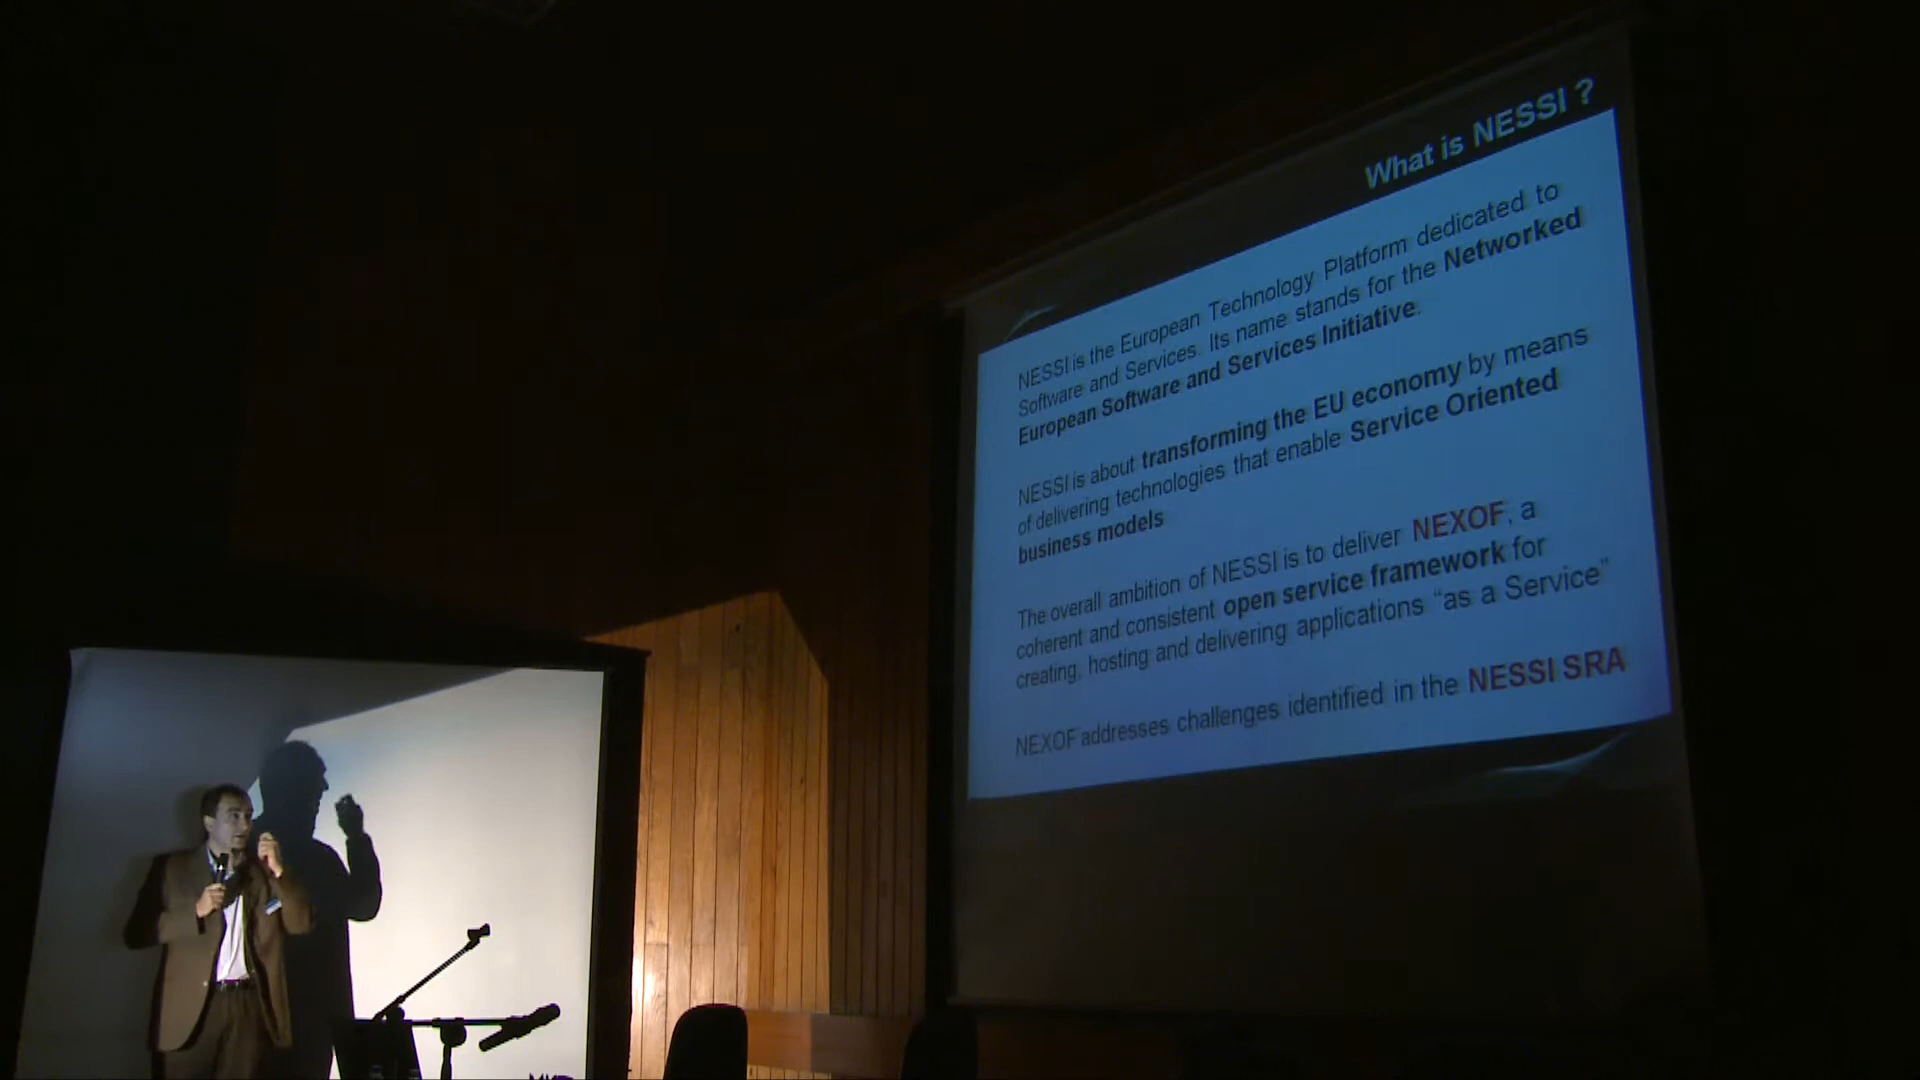 What is NESSI ?
NESSI is the European Technology Platform dedicated to
Software and Services. Its name stands for the Networked
European Software and Services Initiative.
NESSI is about transforming the EU economy by means
of delivering technologies that enable Service Oriented
business models
The overall ambition of NESSI is to deliver NEXOF, a
coherent and consistent open service framework for
creating, hosting and delivering applications “as a Service”
NEXOF addresses challenges identified in the NESSI SRA